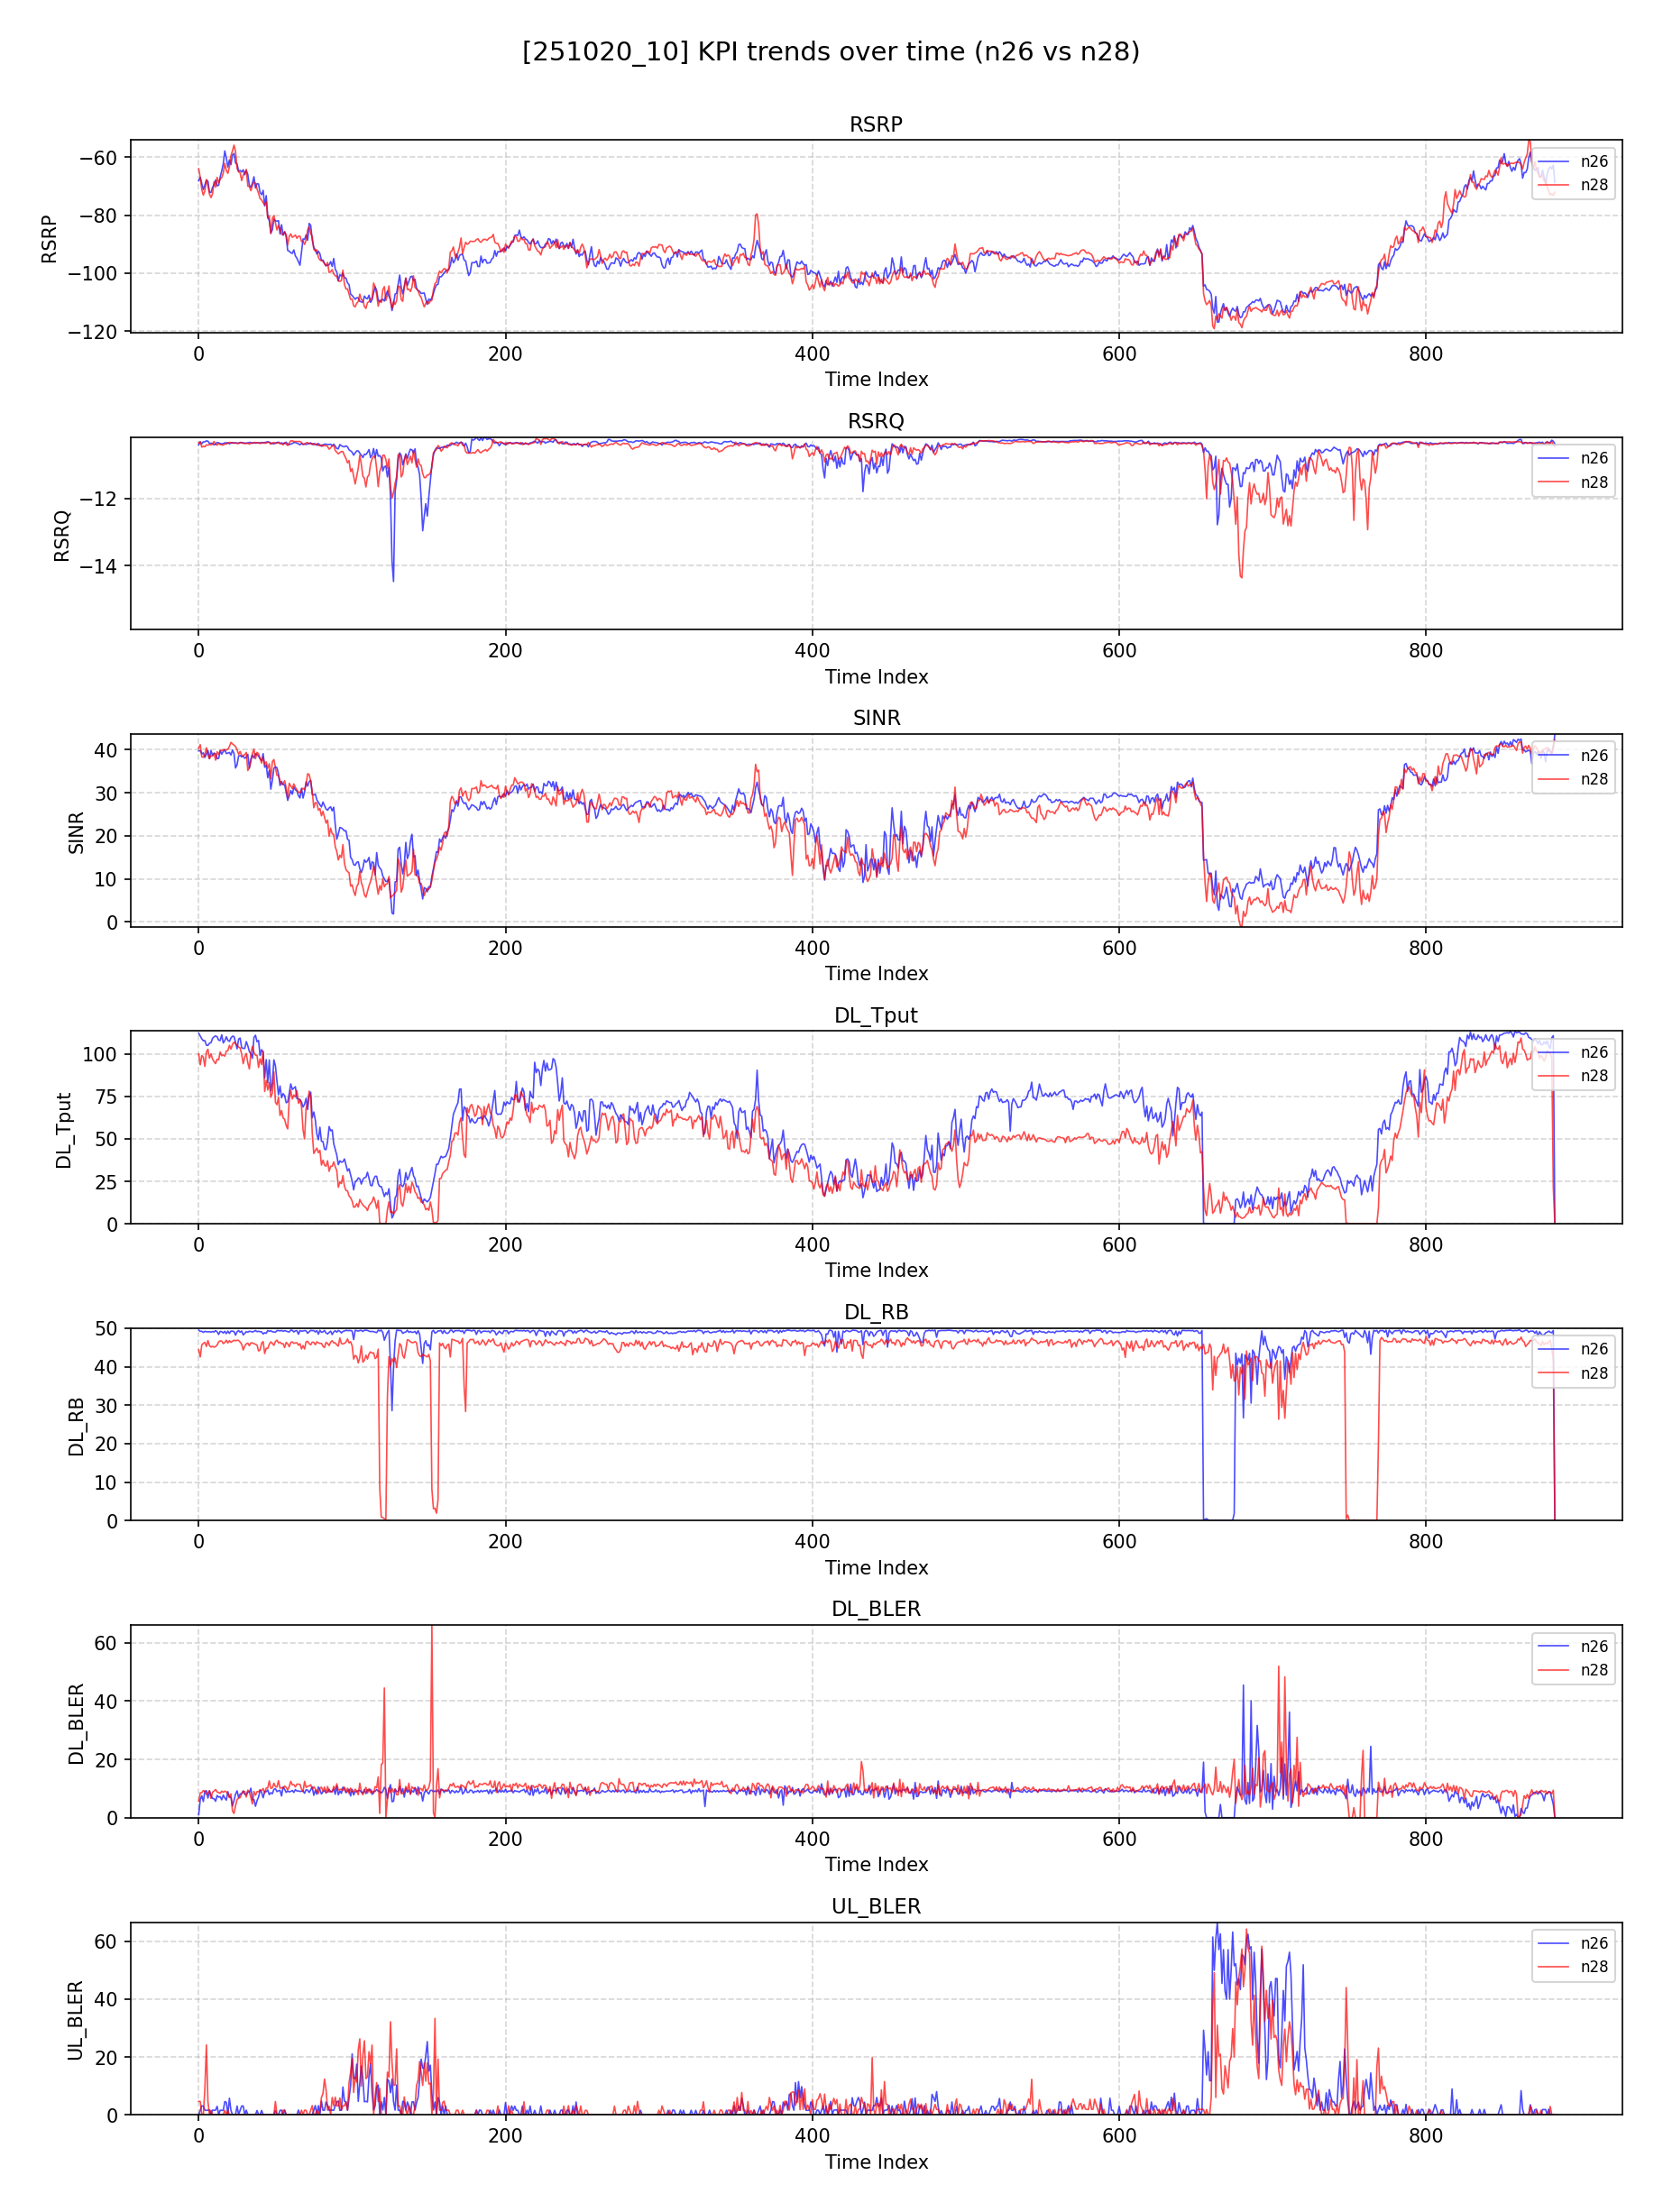 [251020_10] KPI trends over time (n26 vs n28)
RSRP
RSRP
−60
−80
−100
−120
n26
n28
0 200 400 600 800
Time Index
RSRQ
RSRQ
−12
−14
n26
n28
0 200 400 600 800
Time Index
SINR
SINR
40
30
20
10
0
n26
n28
0 200 400 600 800
Time Index
DL_Tput
DL_Tput
100
75
50
25
0
n26
n28
0 200 400 600 800
Time Index
DL_RB
DL_RB
50
40
30
20
10
0
n26
n28
0 200 400 600 800
Time Index
DL_BLER
DL_BLER
60
40
20
0
n26
n28
0 200 400 600 800
Time Index
UL_BLER
UL_BLER
60
40
20
0
n26
n28
0 200 400 600 800
Time Index